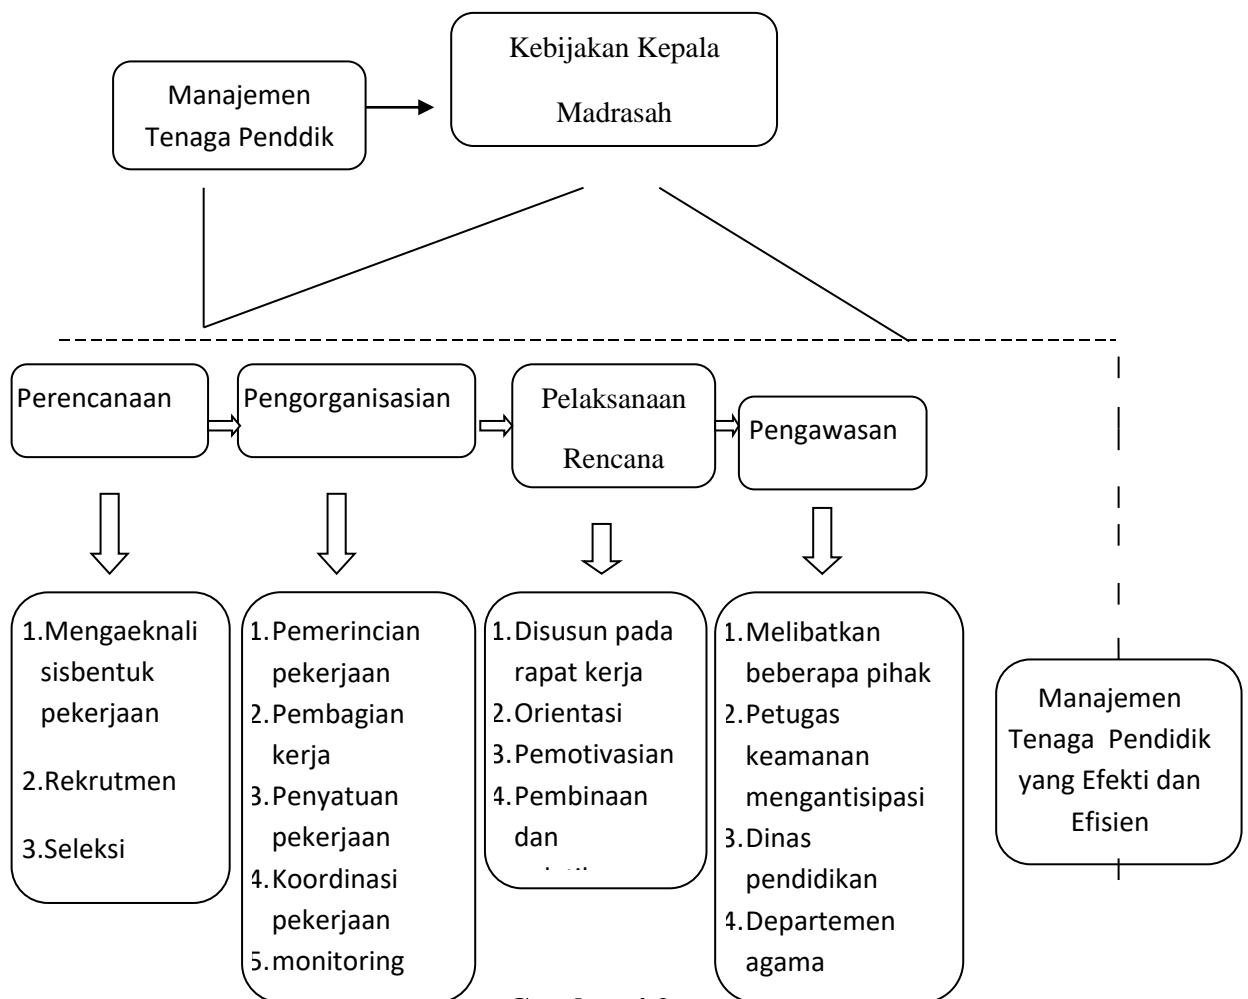 Kebijakan Kepala
Madrasah
Manajemen
Tenaga Penddik
Perencanaan
Pengorganisasian
Pelaksanaan
Rencana
Pengawasan
1.Mengaeknali
sisbentuk
pekerjaan
2.Rekrutmen
3.Seleksi
1.Pemerincian
pekerjaan
2.Pembagian
kerja
3.Penyatuan
pekerjaan
4.Koordinasi
pekerjaan
5.monitoring
1.Disusun pada
rapat kerja
2.Orientasi
3.Pemotivasian
4.Pembinaan
dan
1.Melibatkan
beberapa pihak
2.Petugas
keamanan
mengantisipasi
3.Dinas
pendidikan
4.Departemen
agama
Manajemen
Tenaga Pendidik
yang Efekti dan
Efisien